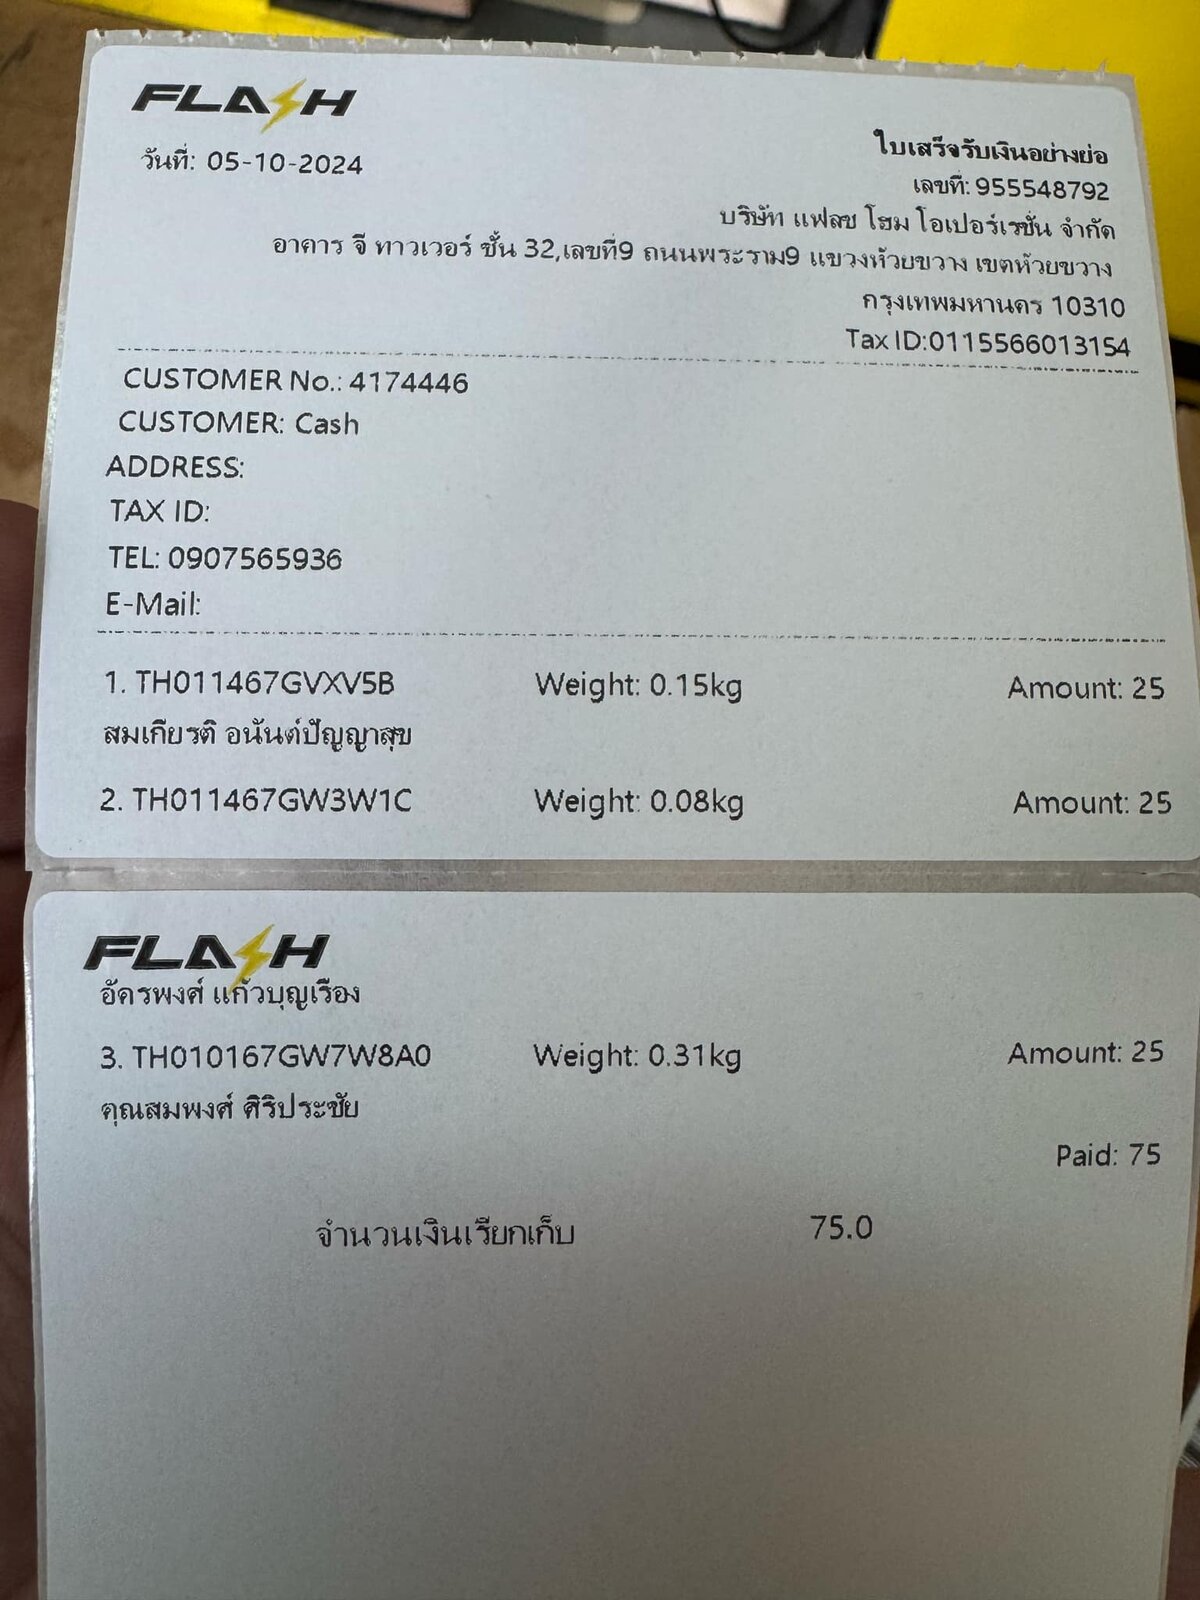 FLASH
วันที่: 05-10-2024
ใบเสร็จรับเงินอย่างย่อ
เลขที่: 955548792
บริษัท แฟลช โฮม โอเปอร์เรชั่น จำกัด
อาคาร จี ทาวเวอร์ ชั้น 32,เลขที่9 ถนนพระราม9 แขวงห้วยขวาง เขตห้วยขวาง
กรุงเทพมหานคร 10310
Tax ID:0115566013154
CUSTOMER No.: 4174446
CUSTOMER: Cash
ADDRESS:
TAX ID:
TEL: 0907565936
E-Mail:
1. TH011467GVXV5B Weight: 0.15kg Amount: 25
สมเกียรติ อนันต์ปัญญาสุข
2. TH011467GW3W1C Weight: 0.08kg Amount: 25
FLASH
อัครพงศ์ แก้วบุญเรือง
3. TH010167GW7W8A0 Weight: 0.31kg Amount: 25
คุณสมพงศ์ ศิริประชัย
Paid: 75
จำนวนเงินเรียกเก็บ 75.0